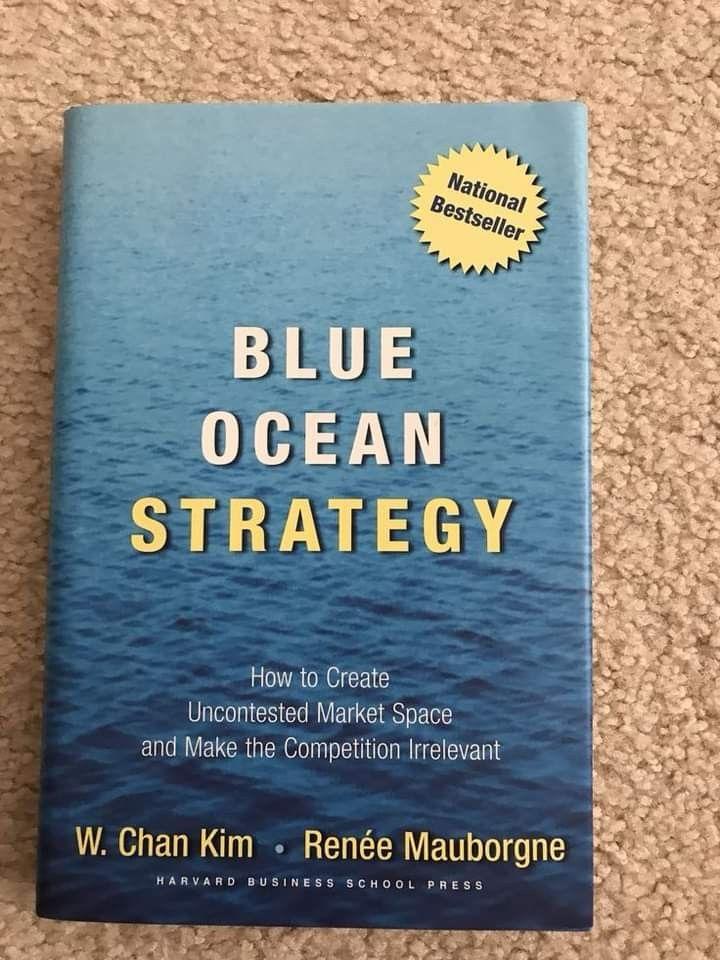 National
Bestseller
BLUE
OCEAN
STRATEGY
How to Create
Uncontested Market Space
and Make the Competition Irrelevant
W. Chan Kim • Renée Mauborgne
HARVARD BUSINESS SCHOOL PRESS